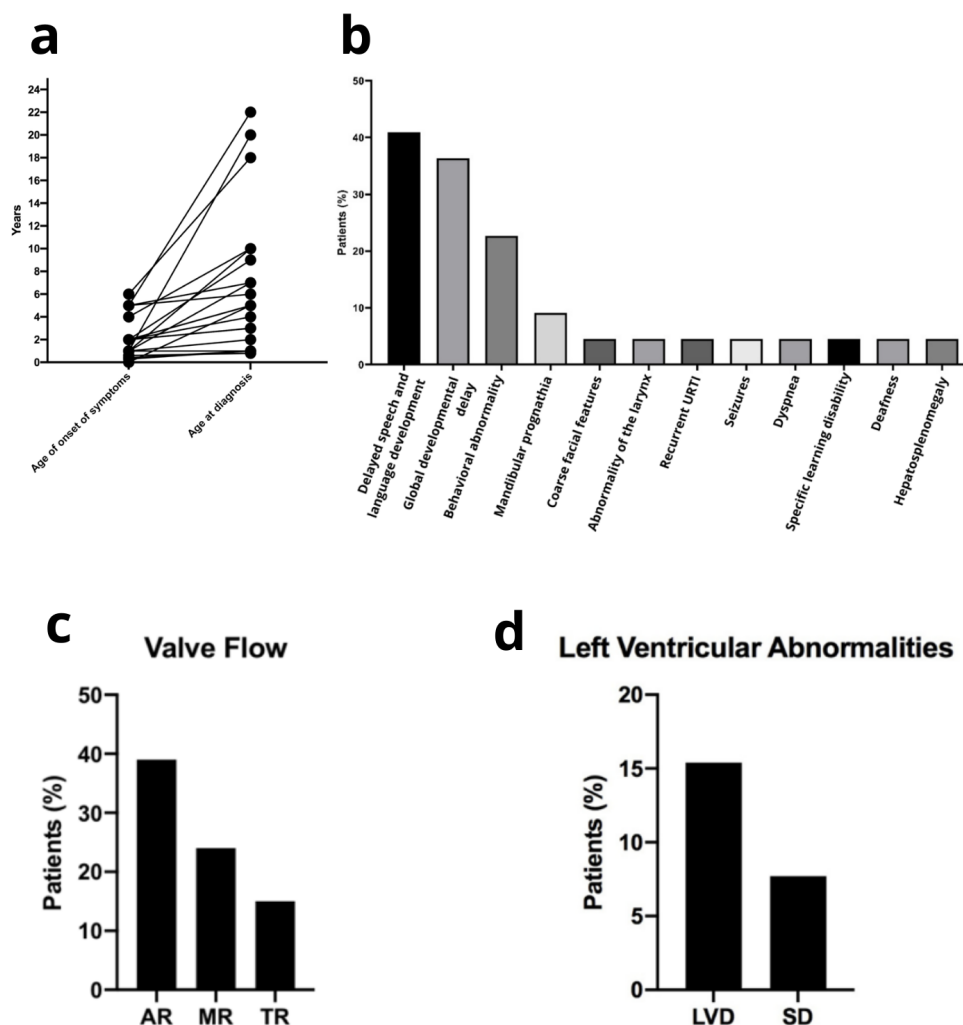 a
Years
24
22
20
18
16
14
12
10
8
6
4
2
0
Age of onset of symptoms
Age at diagnosis
b
Patients (%)
50
40
30
20
10
0
Delayed speech and
language development
Global developmental
delay
Behavioral abnormality
Mandibular prognathia
Coarse facial features
Abnormality of the larynx
Recurrent URTI
Seizures
Dyspnea
Specific learning disability
Deafness
Hepatosplenomegaly
c
Valve Flow
Patients (%)
50
40
30
20
10
0
AR
MR
TR
d
Left Ventricular Abnormalities
Patients (%)
20
15
10
5
0
LVD
SD